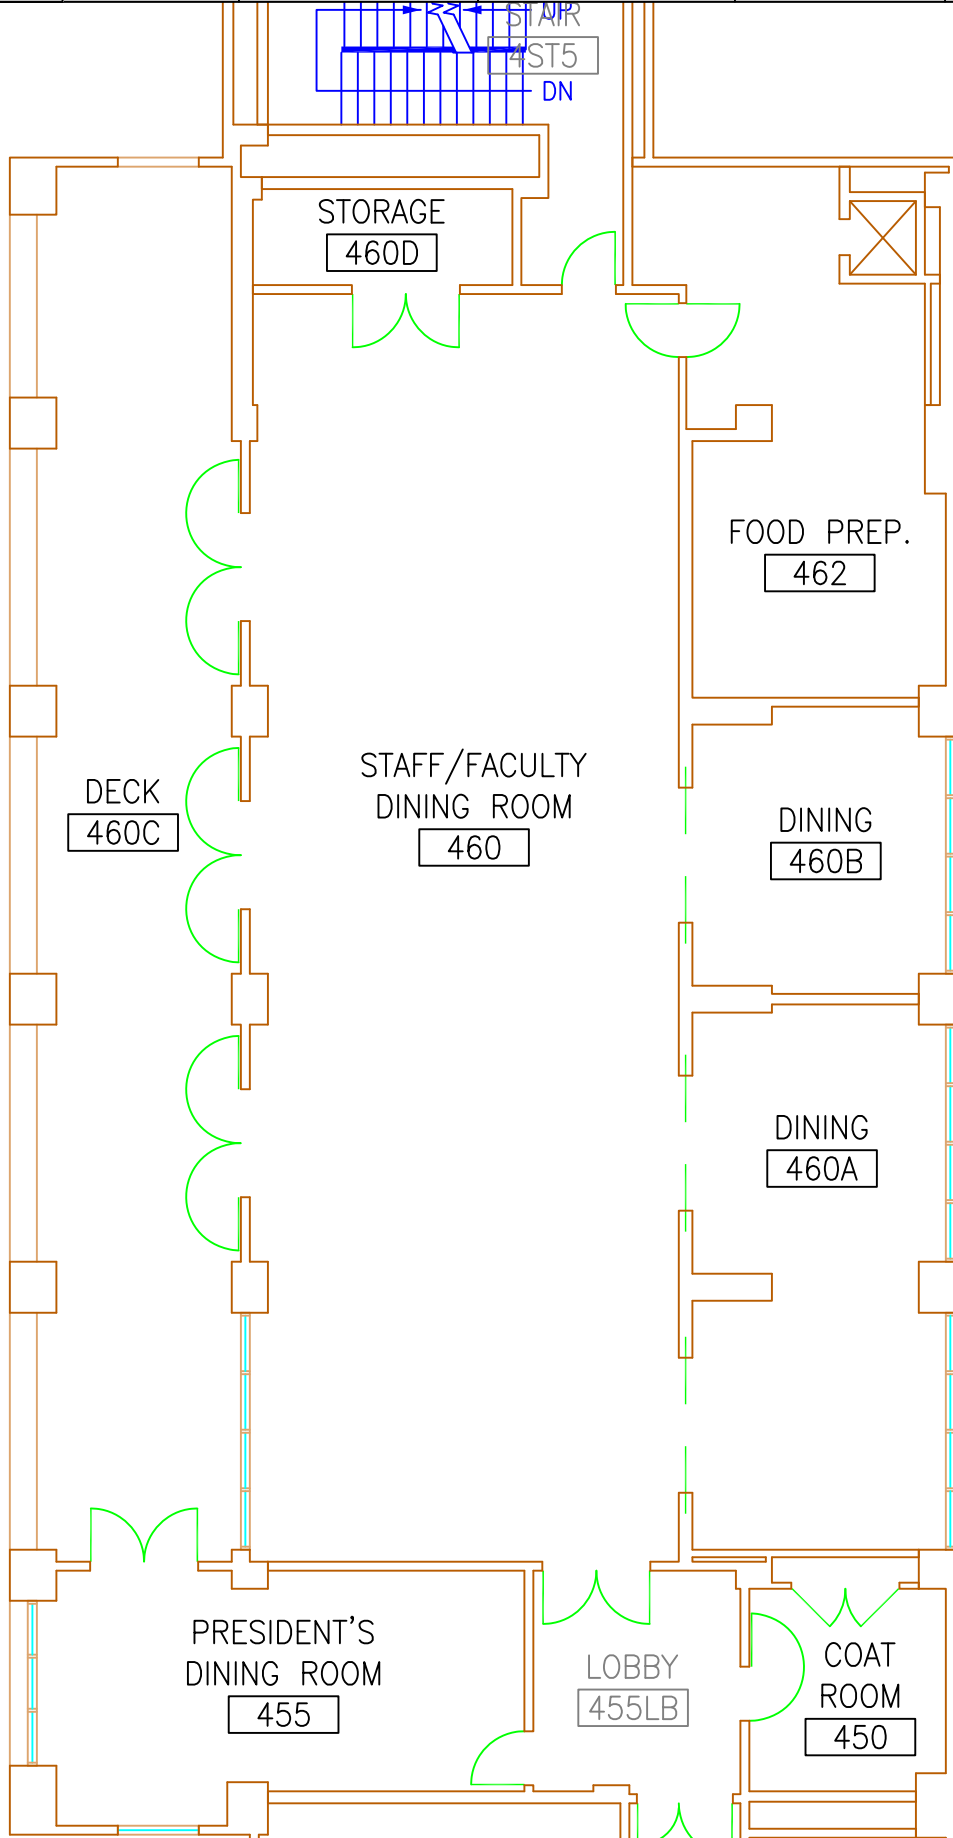 UP
STAIR
4ST5
DN
STORAGE
460D
FOOD PREP.
462
STAFF/FACULTY
DINING ROOM
460
DECK
460C
DINING
460B
DINING
460A
PRESIDENT'S
DINING ROOM
455
LOBBY
455LB
COAT
ROOM
450